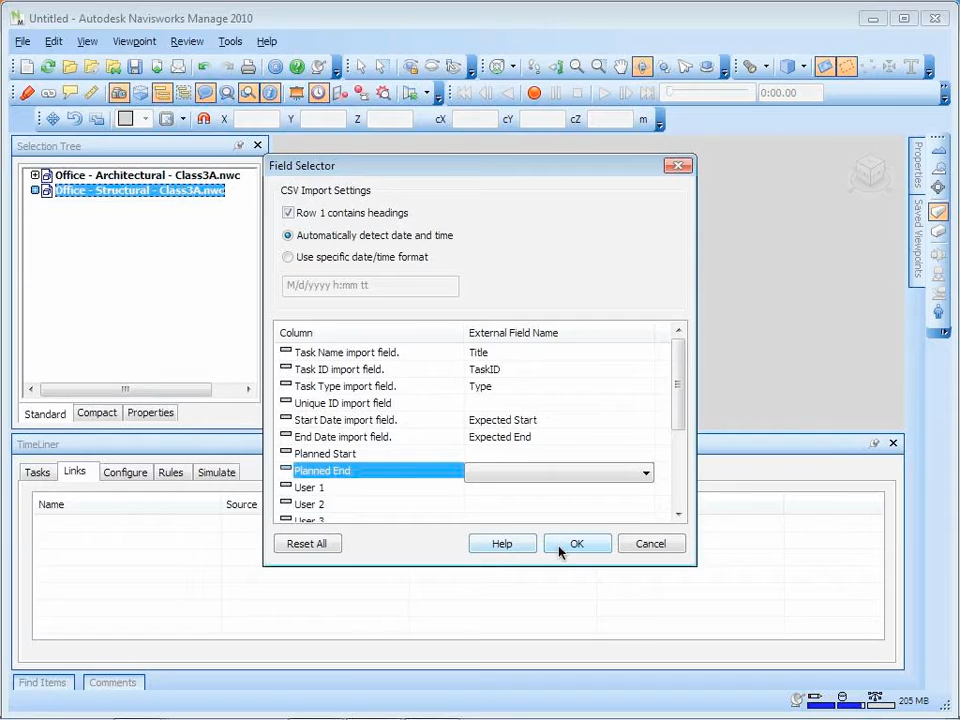 Untitled - Autodesk Navisworks Manage 2010
File Edit View Viewpoint Review Tools Help
0:00.00
X Y Z cX cY cZ m
Selection Tree
Office - Architectural - Class3A.nwc
Office - Structural - Class3A.nwc
Standard Compact Properties
Properties
Saved Viewpoints
Field Selector
CSV Import Settings
Row 1 contains headings
Automatically detect date and time
Use specific date/time format
M/d/yyyy h:mm tt
Column External Field Name
Task Name import field. Title
Task ID import field. TaskID
Task Type import field. Type
Unique ID import field
Start Date import field. Expected Start
End Date import field. Expected End
Planned Start
Planned End
User 1
User 2
User 3
Reset All Help OK Cancel
TimeLiner
Tasks Links Configure Rules Simulate
Name Source
Find Items Comments
205 MB